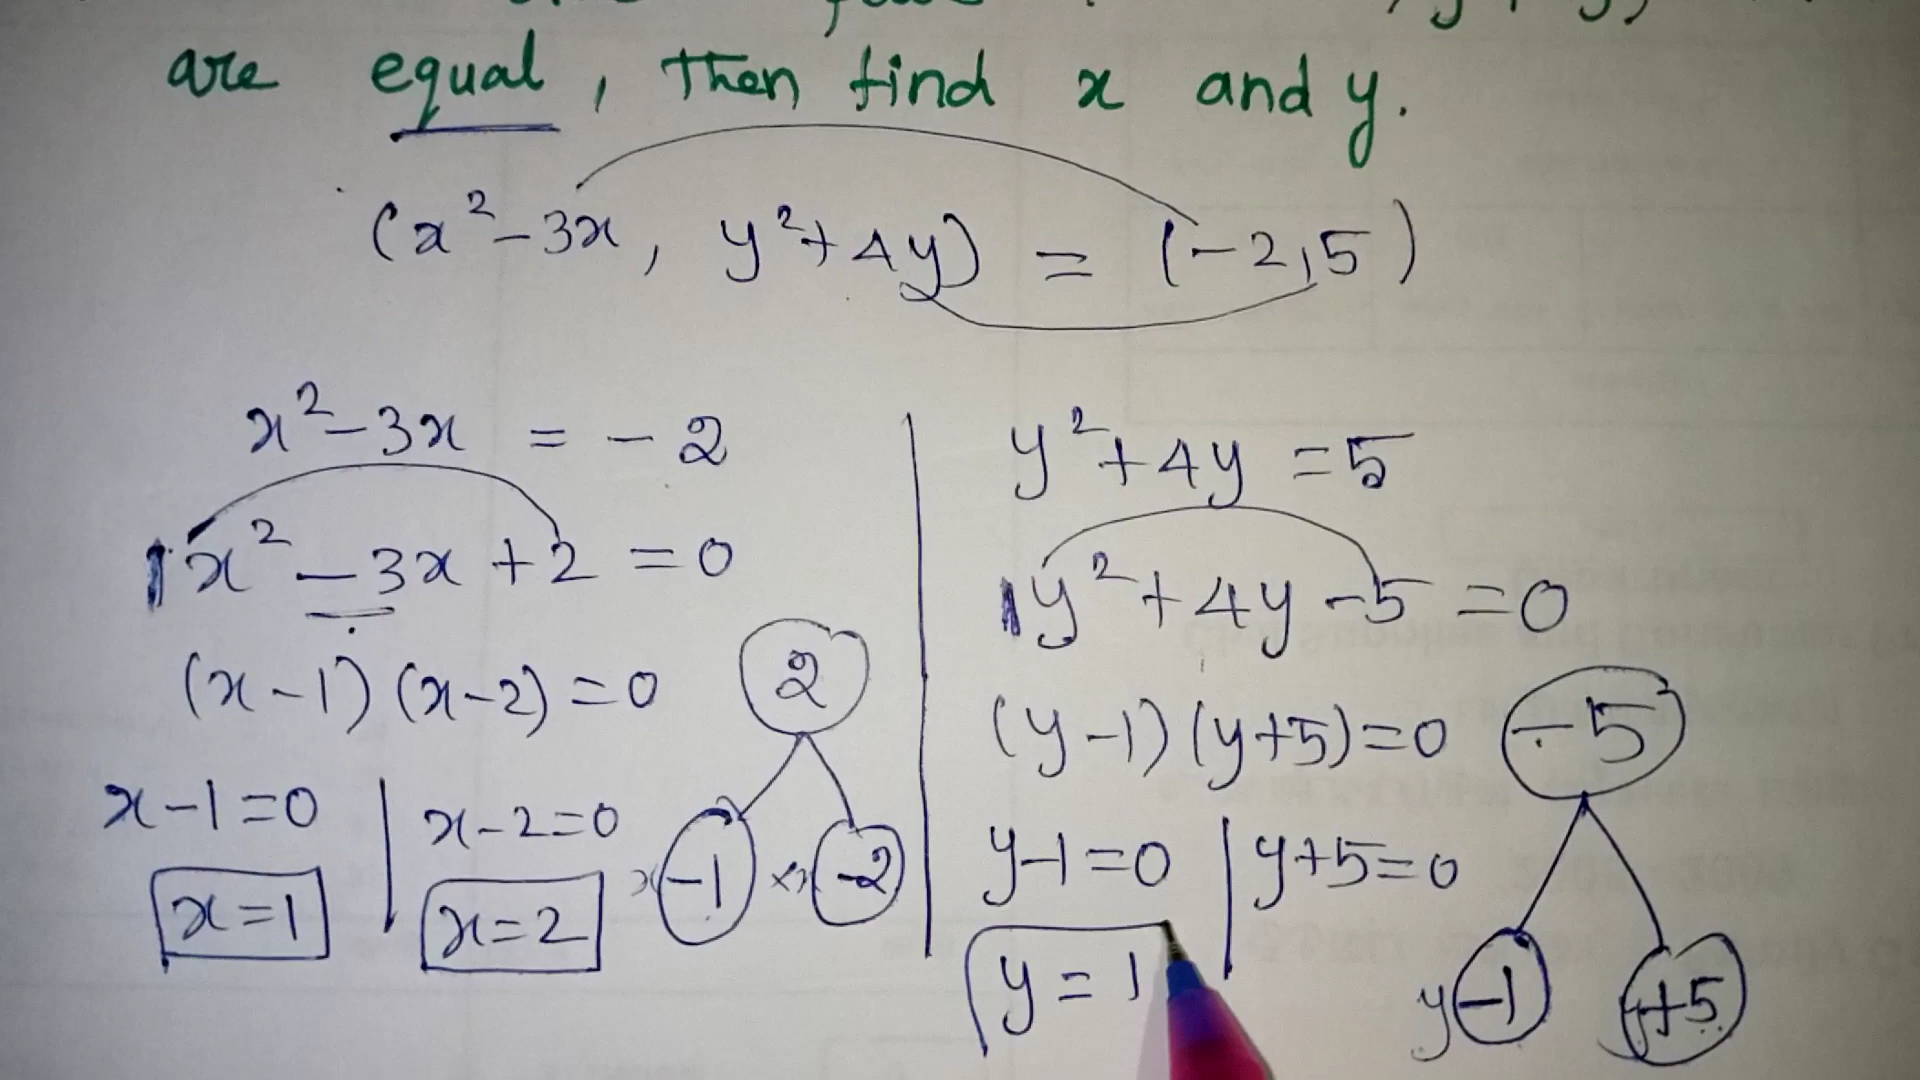 are equal, then find x and y.
(x²-3x, y²+4y) = (-2,5)
x²-3x = -2
1x²-3x+2=0
(x-1)(x-2)=0
2
x-1=0
x-2=0
-1 -2
x=1
x=2
y²+4y=5
1y²+4y-5=0
(y-1)(y+5)=0
-5
y-1=0
y+5=0
y=1
y-1 +5